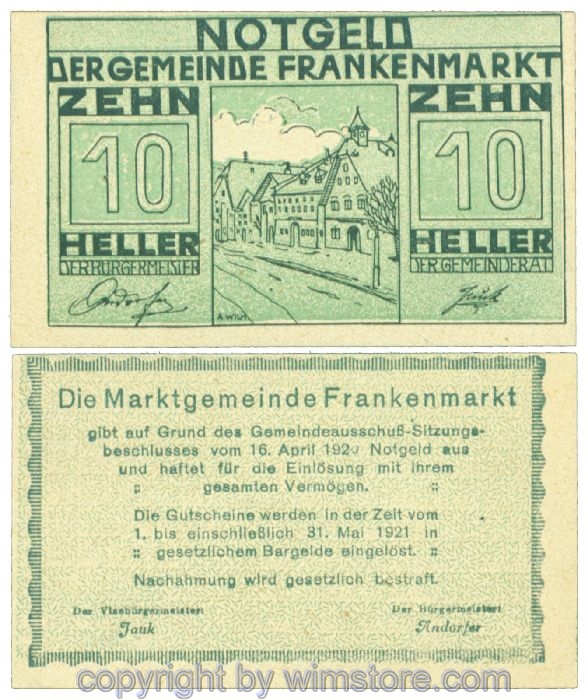 NOTGELD
DER GEMEINDE FRANKENMARKT
ZEHN ZEHN
10 10
HELLER HELLER
DER BÜRGERMEISTER DER GEMEINDERAT
Andorfer Jauk
A. WILH
Die Marktgemeinde Frankenmarkt
gibt auf Grund des Gemeindeausschuß-Sitzungs-
beschlusses vom 16. April 1920 Notgeld aus
und haftet für die Einlösung mit ihrem
:: gesamten Vermögen. ::
Die Gutscheine werden in der Zeit vom
1. bis einschließlich 31. Mai 1921 in
:: gesetzlichem Bargelde eingelöst. ::
Nachahmung wird gesetzlich bestraft.
Der Vizebürgermeister: Der Bürgermeister:
Jauk Andorfer
copyright by wimstore.com